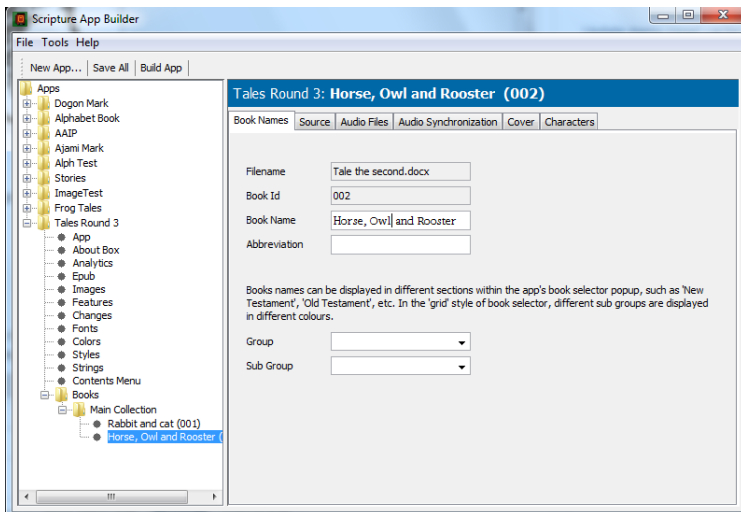 Scripture App Builder
File Tools Help
New App... Save All Build App
Apps
Dogon Mark
Alphabet Book
AAIP
Ajami Mark
Alph Test
Stories
ImageTest
Frog Tales
Tales Round 3
App
About Box
Analytics
Epub
Images
Features
Changes
Fonts
Colors
Styles
Strings
Contents Menu
Books
Main Collection
Rabbit and cat (001)
Horse, Owl and Rooster (
Tales Round 3: Horse, Owl and Rooster (002)
Book Names Source Audio Files Audio Synchronization Cover Characters
Filename Tale the second.docx
Book Id 002
Book Name Horse, Owl and Rooster
Abbreviation
Books names can be displayed in different sections within the app's book selector popup, such as 'New
Testament', 'Old Testament', etc. In the 'grid' style of book selector, different sub groups are displayed
in different colours.
Group
Sub Group